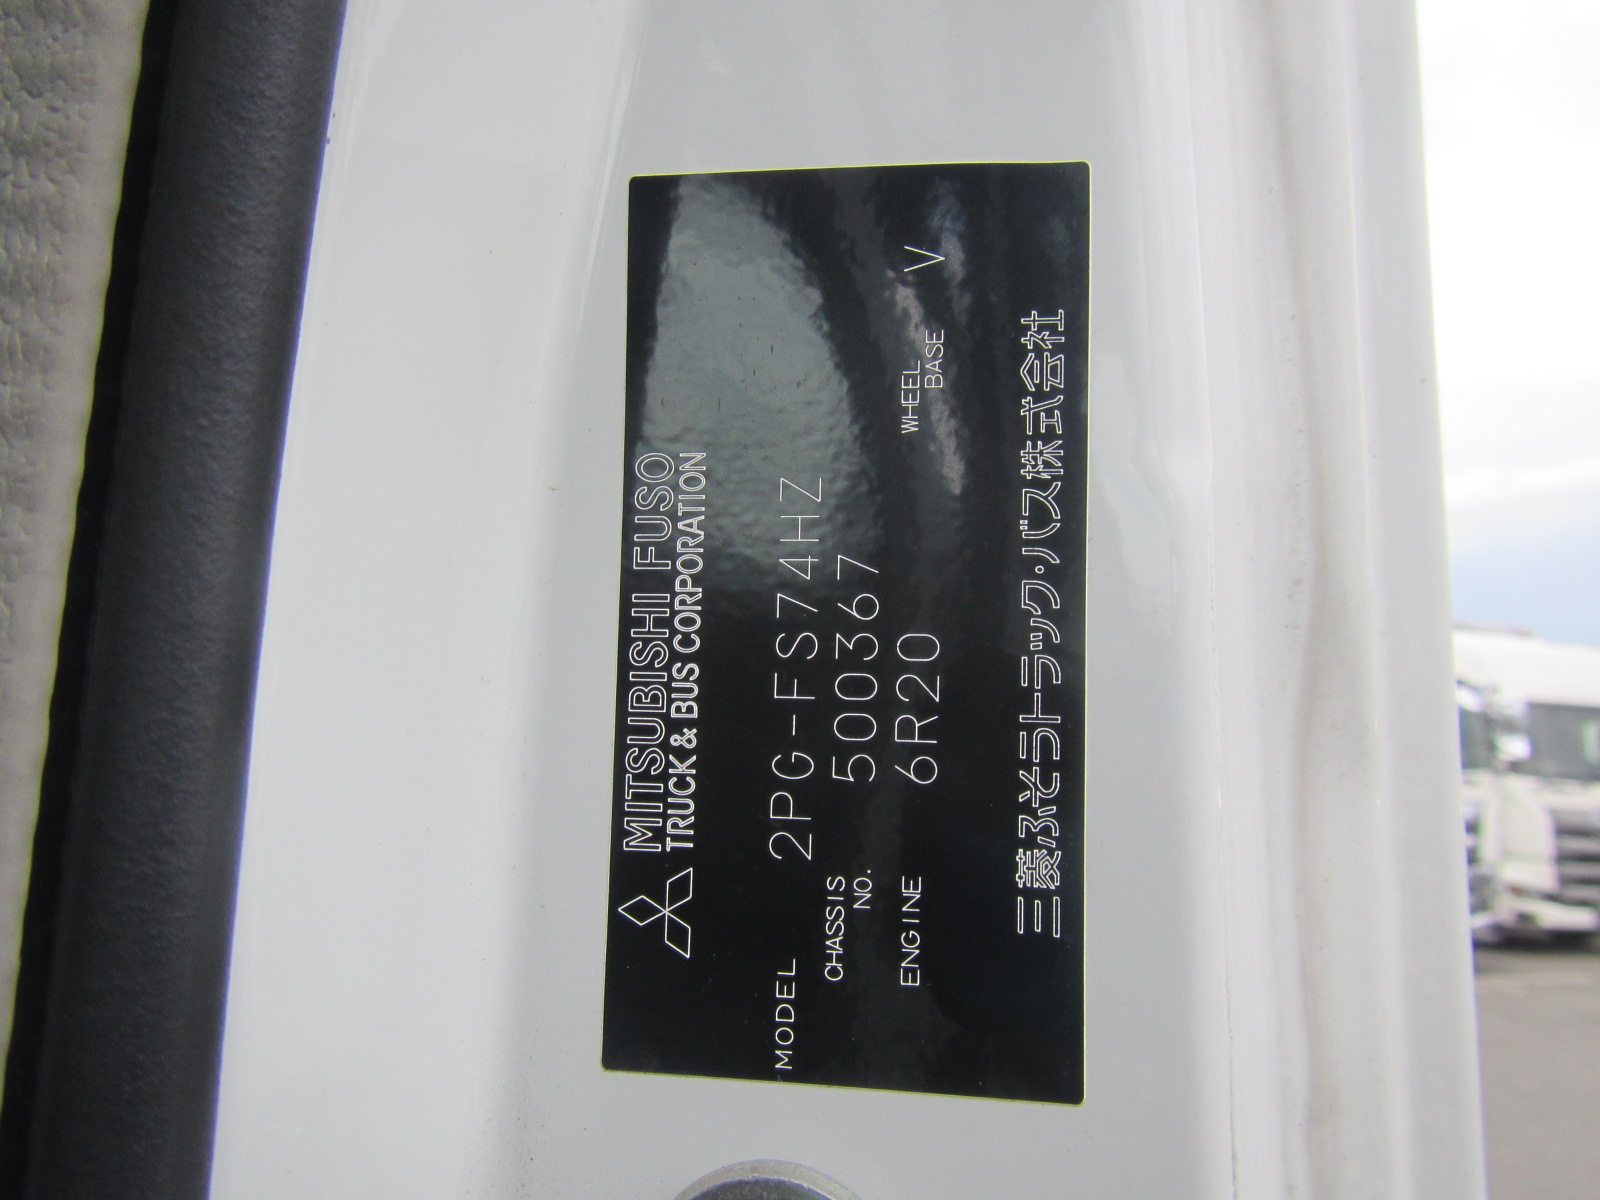 MITSUBISHI FUSO
TRUCK & BUS CORPORATION
MODEL 2PG-FS74HZ
CHASSIS NO. 500367
ENGINE 6R20 WHEEL BASE V
三菱ふそうトラック・バス株式会社